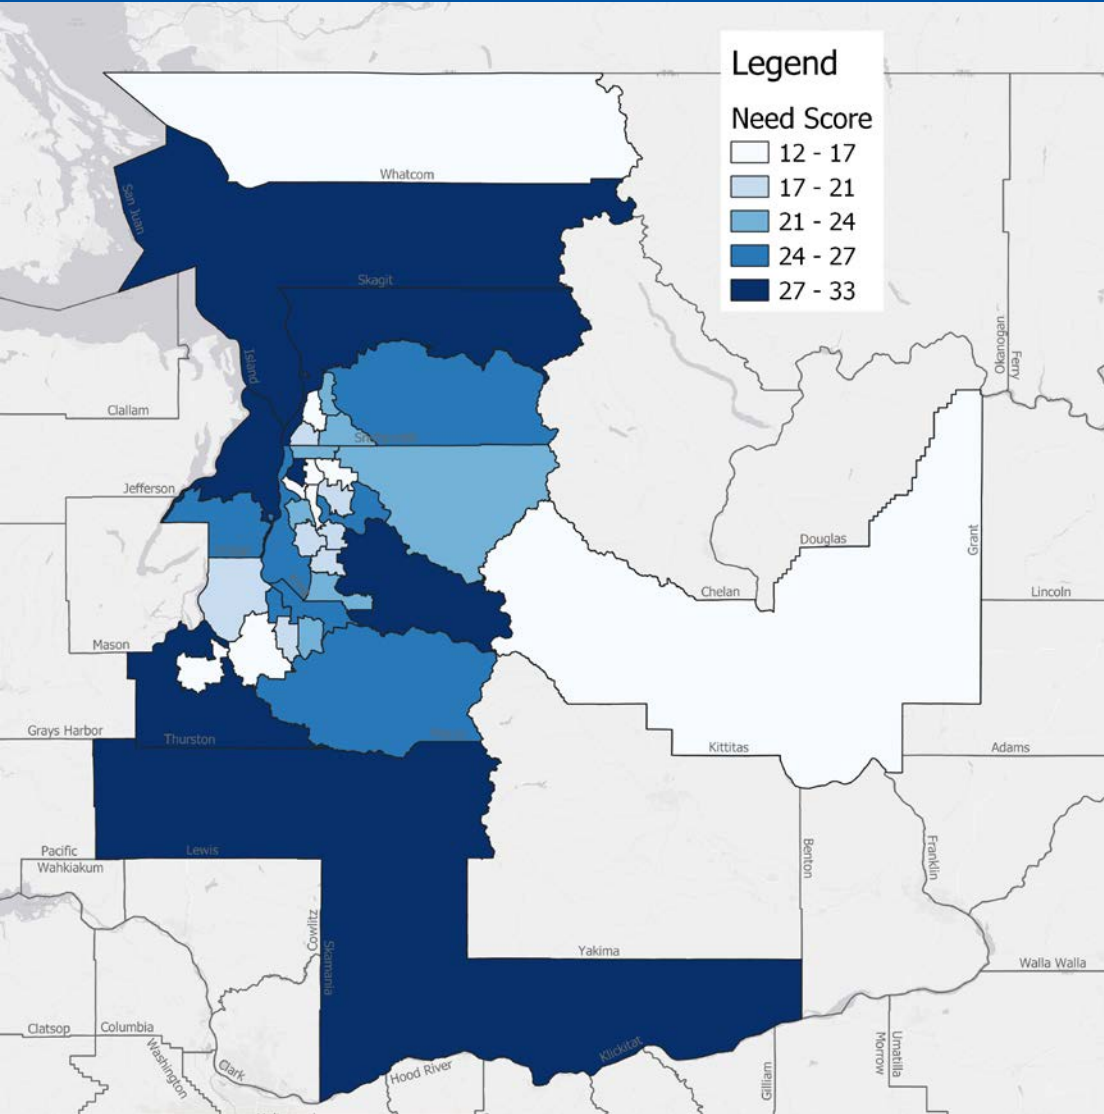 Legend
Need Score
12 - 17
17 - 21
21 - 24
24 - 27
27 - 33
Whatcom
San Juan
Skagit
Island
Okanogan
Ferry
Clallam
Jefferson
Douglas
Grant
Chelan
Lincoln
Mason
Grays Harbor
Thurston
Kittitas
Adams
Pacific
Wahkiakum
Lewis
Benton
Franklin
Cowlitz
Skamania
Yakima
Walla Walla
Clatsop
Columbia
Washington
Clark
Hood River
Klickitat
Gilliam
Morrow
Umatilla